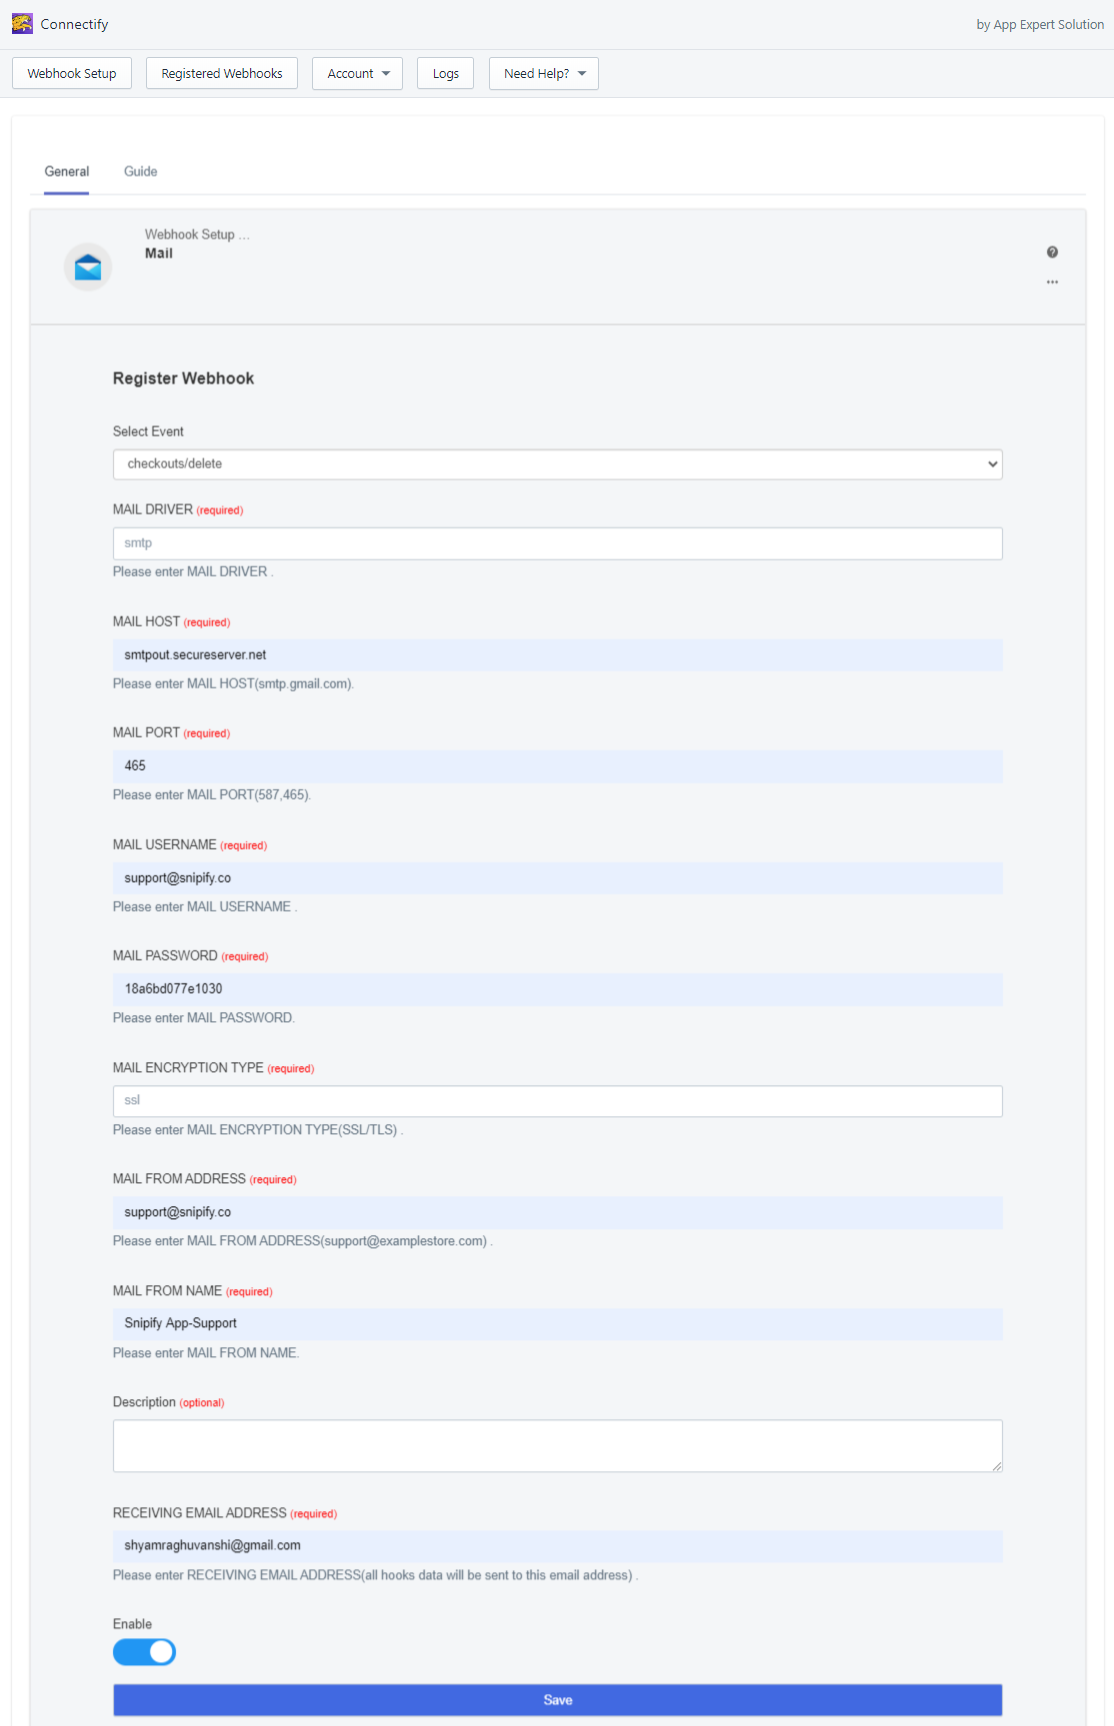 Connectify
by App Expert Solution
Webhook Setup
Registered Webhooks
Account
Logs
Need Help?
General
Guide
Webhook Setup ...
Mail
Register Webhook
Select Event
checkouts/delete
MAIL DRIVER (required)
smtp
Please enter MAIL DRIVER .
MAIL HOST (required)
smtpout.secureserver.net
Please enter MAIL HOST(smtp.gmail.com).
MAIL PORT (required)
465
Please enter MAIL PORT(587,465).
MAIL USERNAME (required)
support@snipify.co
Please enter MAIL USERNAME .
MAIL PASSWORD (required)
18a6bd077e1030
Please enter MAIL PASSWORD.
MAIL ENCRYPTION TYPE (required)
ssl
Please enter MAIL ENCRYPTION TYPE(SSL/TLS) .
MAIL FROM ADDRESS (required)
support@snipify.co
Please enter MAIL FROM ADDRESS(support@examplestore.com) .
MAIL FROM NAME (required)
Snipify App-Support
Please enter MAIL FROM NAME.
Description (optional)
RECEIVING EMAIL ADDRESS (required)
shyamraghuvanshi@gmail.com
Please enter RECEIVING EMAIL ADDRESS(all hooks data will be sent to this email address) .
Enable
Save